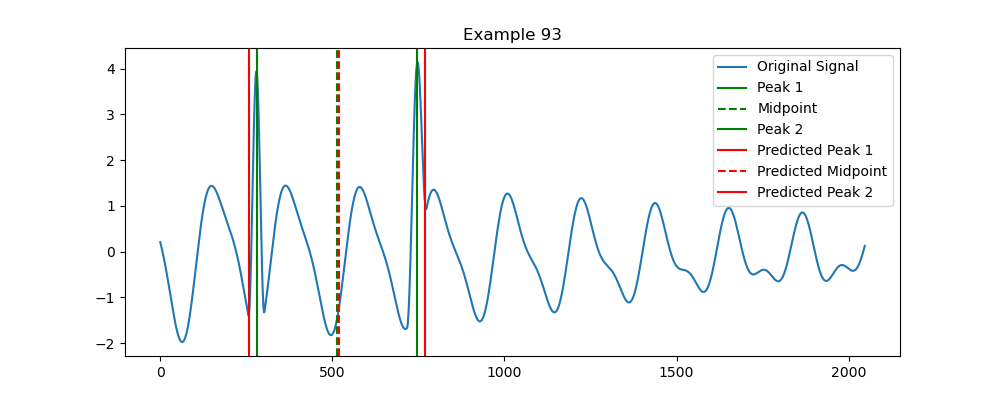 Example 93
Original Signal
Peak 1
Midpoint
Peak 2
Predicted Peak 1
Predicted Midpoint
Predicted Peak 2
4
3
2
1
0
−1
−2
0
500
1000
1500
2000